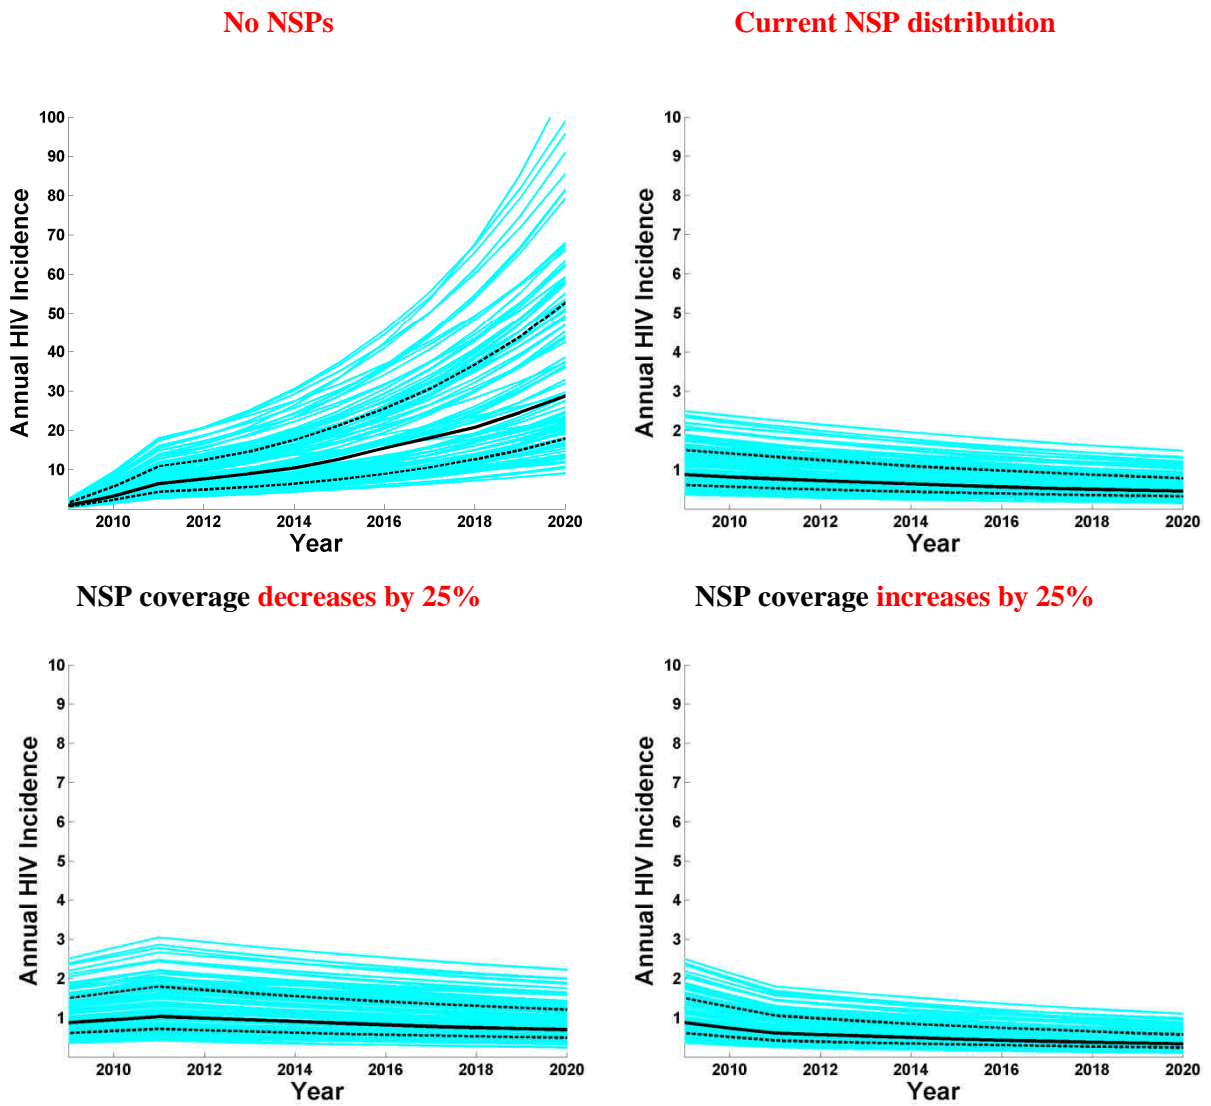 No NSPs
Current NSP distribution
100
90
80
70
60
50
40
30
20
10
Annual HIV Incidence
2010 2012 2014 2016 2018 2020
Year
10
9
8
7
6
5
4
3
2
1
Annual HIV Incidence
2010 2012 2014 2016 2018 2020
Year
NSP coverage decreases by 25%
NSP coverage increases by 25%
10
9
8
7
6
5
4
3
2
1
Annual HIV Incidence
2010 2012 2014 2016 2018 2020
Year
10
9
8
7
6
5
4
3
2
1
Annual HIV Incidence
2010 2012 2014 2016 2018 2020
Year